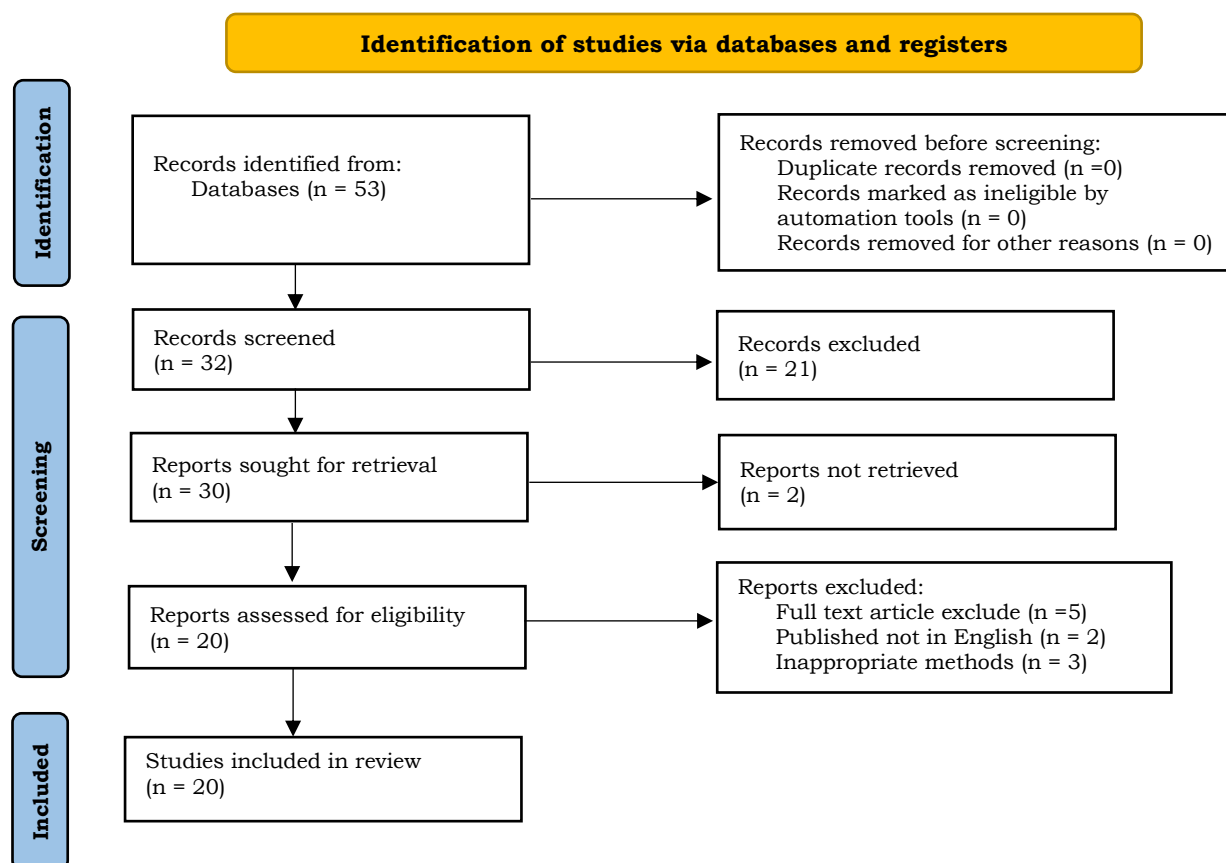 Identification of studies via databases and registers
Identification
Records identified from:
Databases (n = 53)
Records removed before screening:
Duplicate records removed (n =0)
Records marked as ineligible by
automation tools (n = 0)
Records removed for other reasons (n = 0)
Screening
Records screened
(n = 32)
Records excluded
(n = 21)
Reports sought for retrieval
(n = 30)
Reports not retrieved
(n = 2)
Reports assessed for eligibility
(n = 20)
Reports excluded:
Full text article exclude (n =5)
Published not in English (n = 2)
Inappropriate methods (n = 3)
Included
Studies included in review
(n = 20)